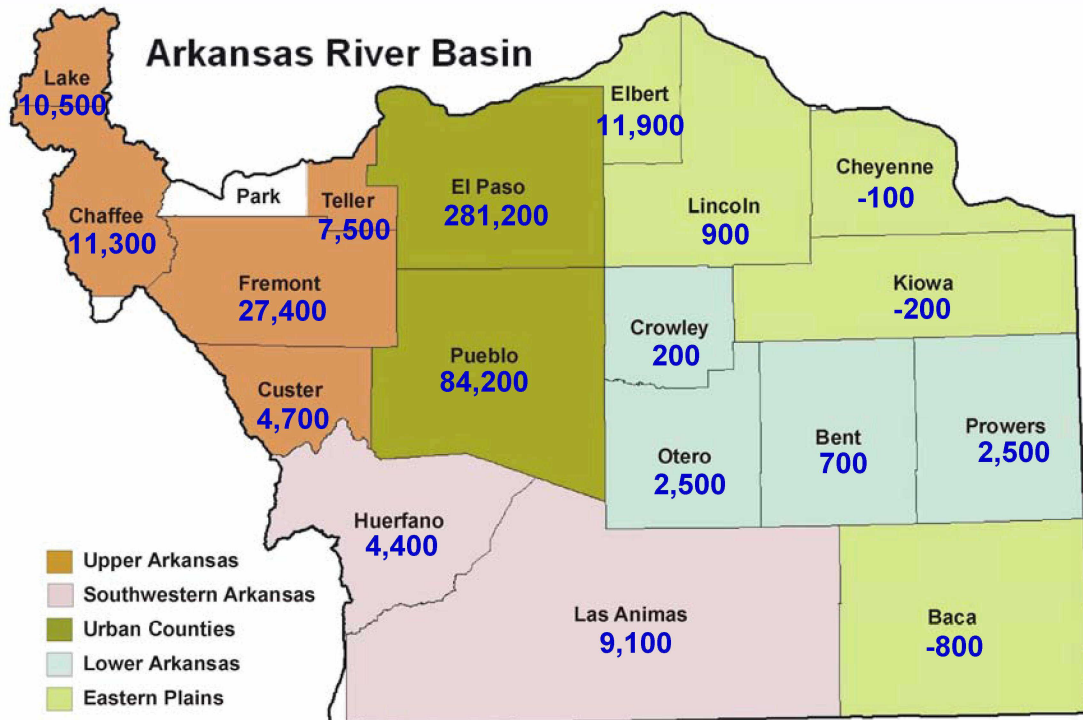 Arkansas River Basin
Lake
10,500
Elbert
11,900
Cheyenne
-100
Park
Teller
7,500
El Paso
281,200
Lincoln
900
Chaffee
11,300
Fremont
27,400
Kiowa
-200
Crowley
200
Pueblo
84,200
Custer
4,700
Otero
2,500
Bent
700
Prowers
2,500
Huerfano
4,400
Las Animas
9,100
Baca
-800
Upper Arkansas
Southwestern Arkansas
Urban Counties
Lower Arkansas
Eastern Plains